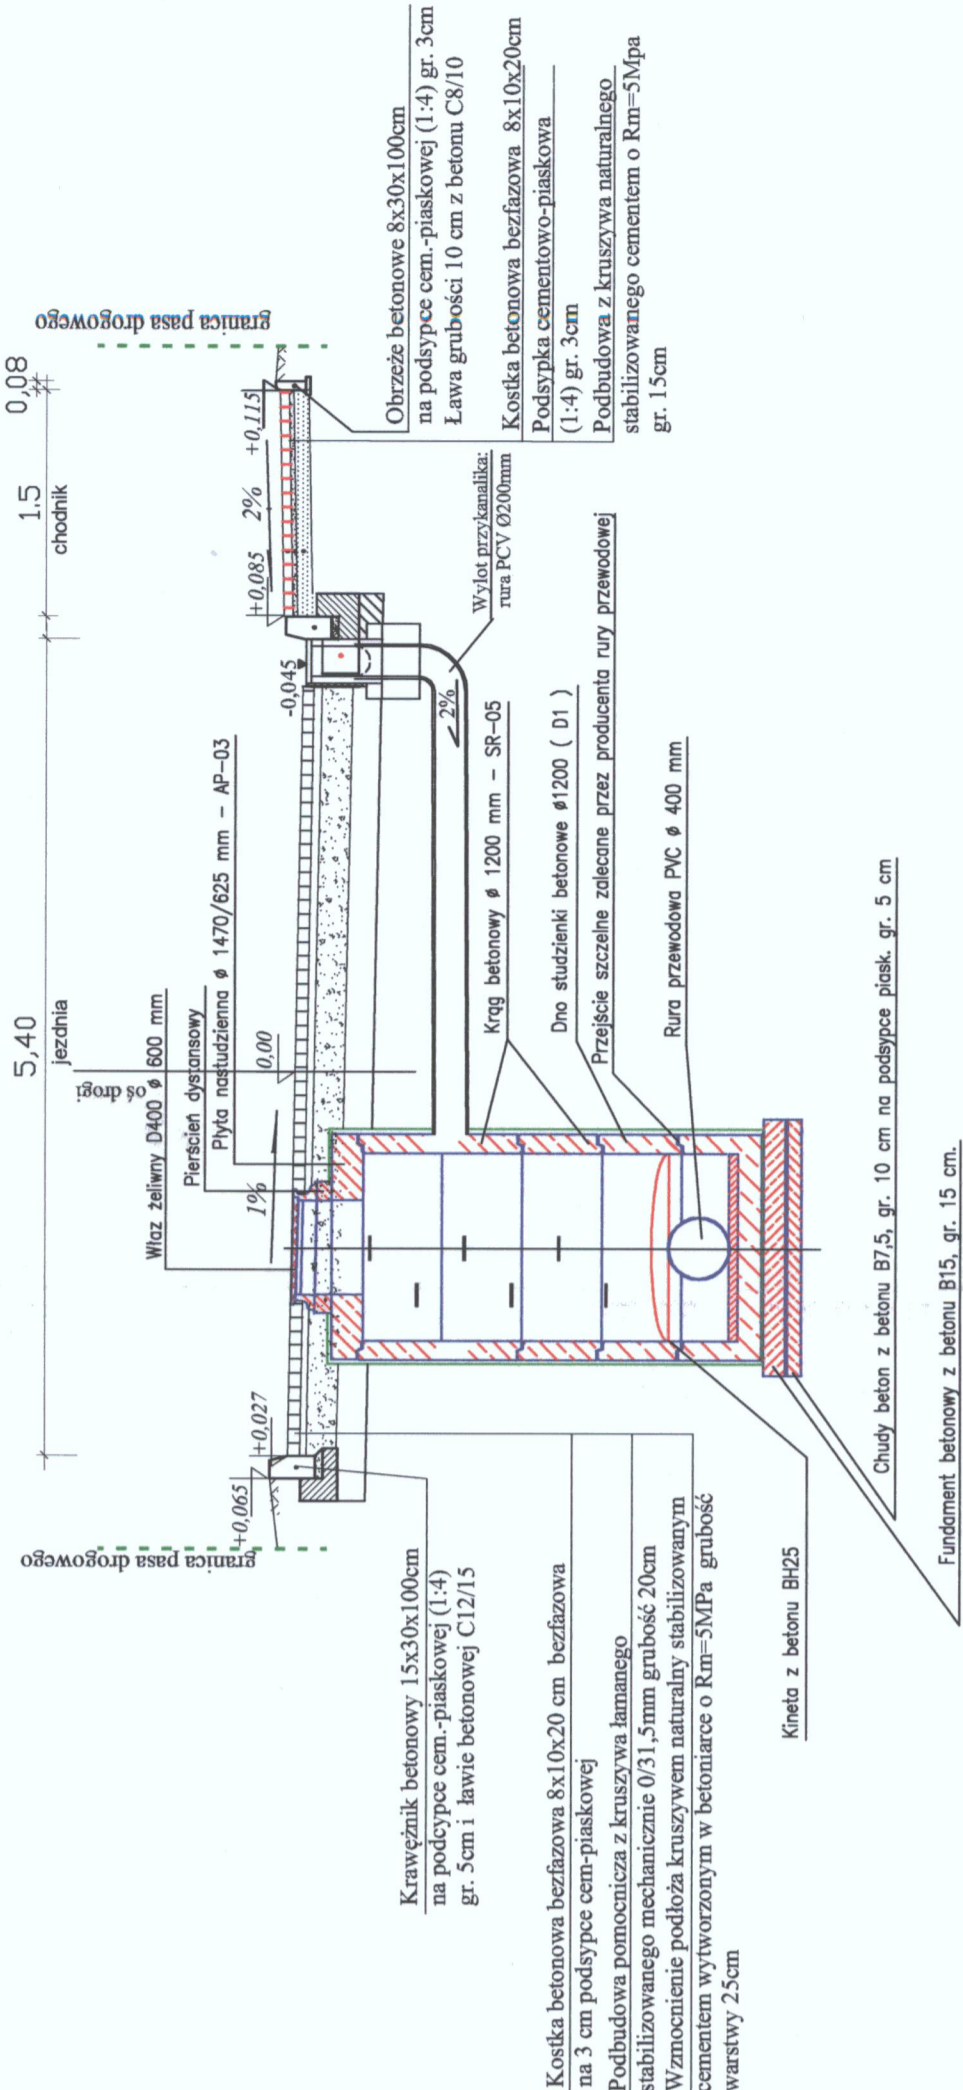 granica pasa drogowego
granica pasa drogowego
5,40
1.5
0,08
jezdnia
chodnik
oś drogi
+0,065
+0,027
1%
0,00
-0,045
+0,085
2%
+0,115
2%
Właz żeliwny D400 ø 600 mm
Pierscień dystansowy
Płyta nastudzienna ø 1470/625 mm – AP–03
Obrzeże betonowe 8x30x100cm
na podsypce cem.-piaskowej (1:4) gr. 3cm
Ława grubości 10 cm z betonu C8/10
Kostka betonowa bezfazowa 8x10x20cm
Podsypka cementowo-piaskowa
(1:4) gr. 3cm
Podbudowa z kruszywa naturalnego
stabilizowanego cementem o Rm=5Mpa
gr. 15cm
Wylot przykanalika:
rura PCV Ø200mm
Krąg betonowy ø 1200 mm – SR–05
Dno studzienki betonowe ø1200 ( D1 )
Przejście szczelne zalecane przez producenta rury przewodowej
Rura przewodowa PVC ø 400 mm
Krawężnik betonowy 15x30x100cm
na podcypce cem.-piaskowej (1:4)
gr. 5cm i ławie betonowej C12/15
Kostka betonowa bezfazowa 8x10x20 cm bezfazowa
na 3 cm podsypce cem-piaskowej
Podbudowa pomocnicza z kruszywa łamanego
stabilizowanego mechanicznie 0/31,5mm grubość 20cm
Wzmocnienie podłoża kruszywem naturalny stabilizowanym
cementem wytworzonym w betoniarce o Rm=5MPa grubość
warstwy 25cm
Kineta z betonu BH25
Chudy beton z betonu B7,5, gr. 10 cm na podsypce piask. gr. 5 cm
Fundament betonowy z betonu B15, gr. 15 cm.